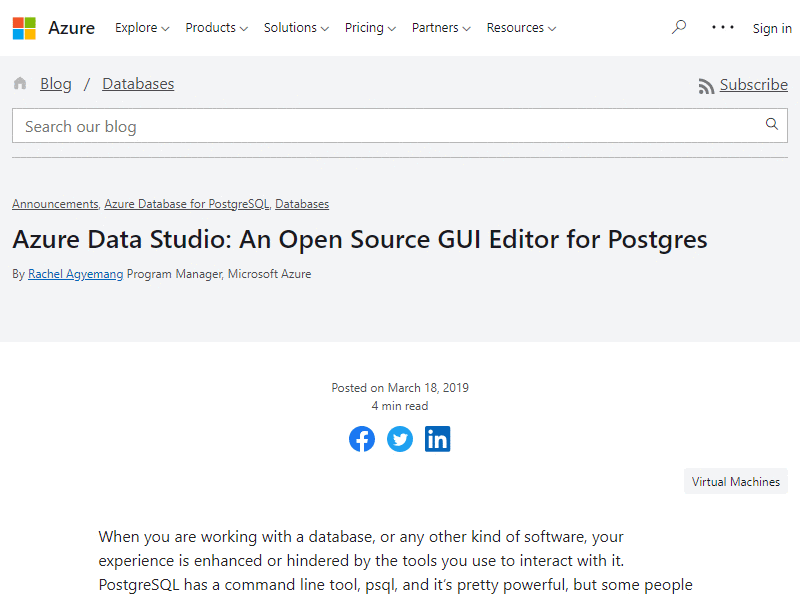 Azure Explore Products Solutions Pricing Partners Resources ... Sign in
Blog / Databases Subscribe
Search our blog
Announcements, Azure Database for PostgreSQL, Databases
Azure Data Studio: An Open Source GUI Editor for Postgres
By Rachel Agyemang Program Manager, Microsoft Azure
Posted on March 18, 2019
4 min read
Virtual Machines
When you are working with a database, or any other kind of software, your
experience is enhanced or hindered by the tools you use to interact with it.
PostgreSQL has a command line tool, psql, and it’s pretty powerful, but some people